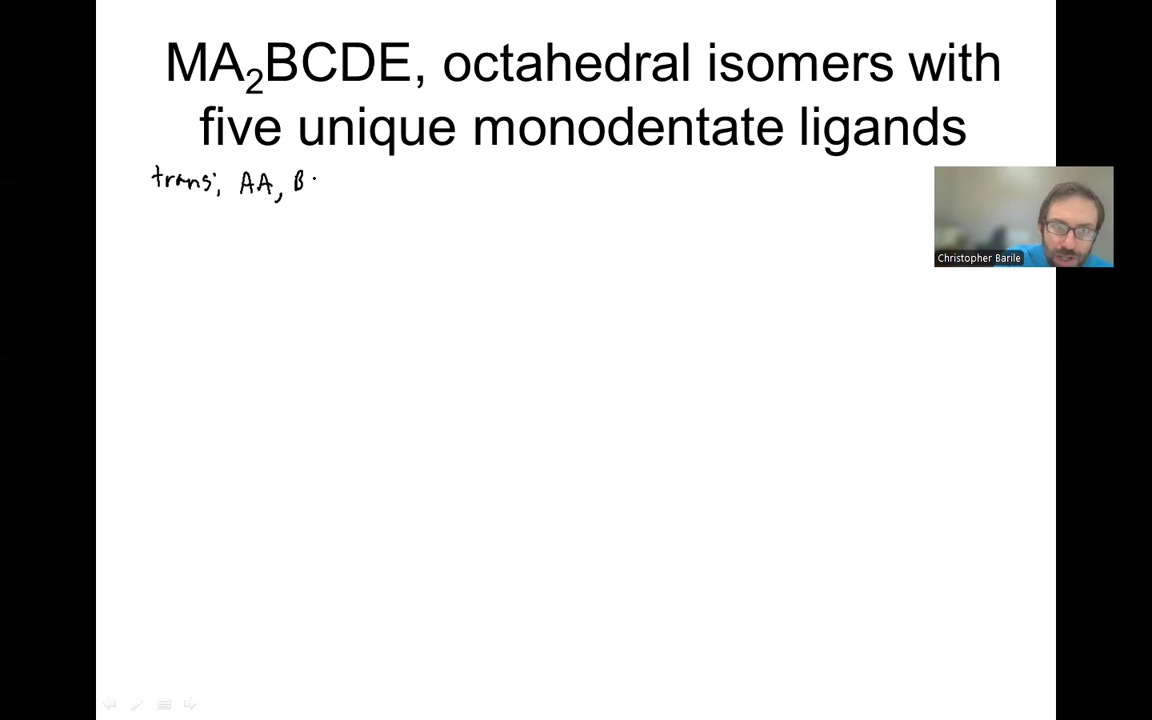 MA₂BCDE, octahedral isomers with
five unique monodentate ligands
trans: AA, B
Christopher Barile